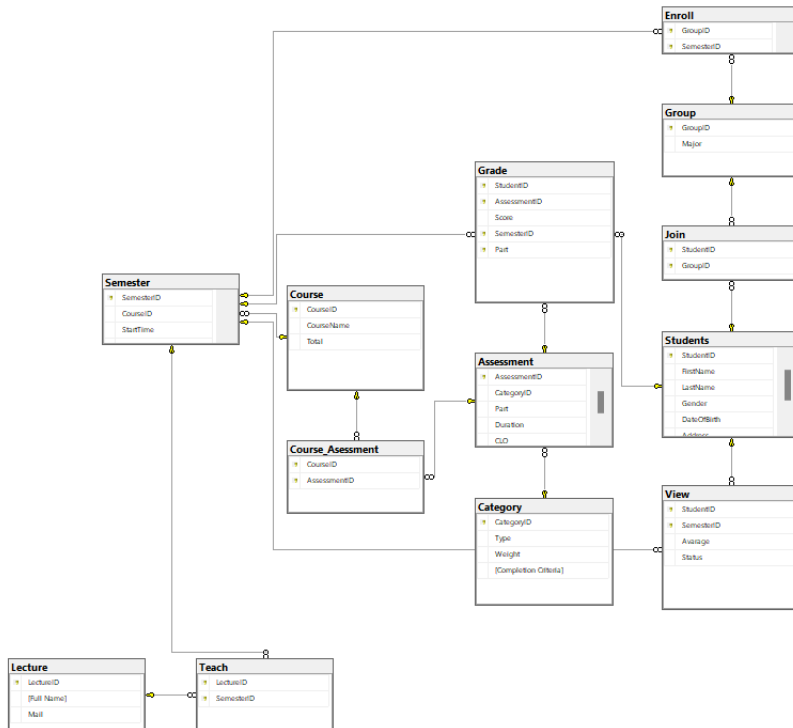 Enroll
GroupID
SemesterID
Group
GroupID
Major
Grade
StudentID
AssessmentID
Score
SemesterID
Part
Join
StudentID
GroupID
Semester
SemesterID
CourseID
StartTime
Course
CourseID
CourseName
Total
Students
StudentID
FirstName
LastName
Gender
DateOfBirth
Address
Assessment
AssessmentID
CategoryID
Part
Duration
CLO
Course_Asessment
CourseID
AssessmentID
Category
CategoryID
Type
Weight
[Completion Criteria]
View
StudentID
SemesterID
Avarage
Status
Lecture
LectureID
[Full Name]
Mail
Teach
LectureID
SemesterID